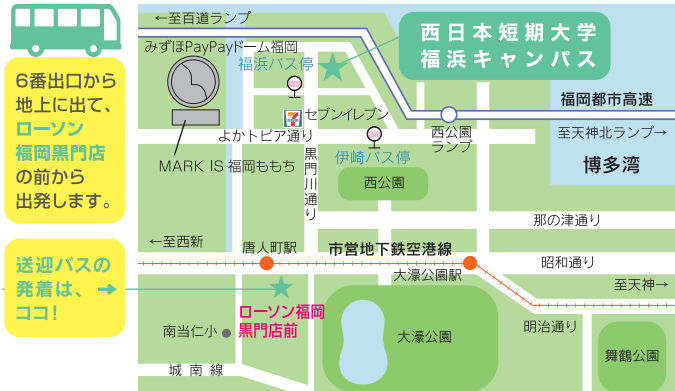 ←至百道ランプ
みずほPayPayドーム福岡
福浜バス停
西日本短期大学
福浜キャンパス
6番出口から
地上に出て、
ローソン
福岡黒門店
の前から
出発します。
福岡都市高速
セブンイレブン
よかトピア通り
西公園
ランプ
至天神北ランプ→
伊崎バス停
博多湾
MARK IS 福岡ももち
黒門川通り
西公園
那の津通り
←至西新
唐人町駅
市営地下鉄空港線
昭和通り
大濠公園駅
送迎バスの
発着は、
ココ!
至天神→
ローソン福岡
黒門店前
南当仁小
大濠公園
明治通り
舞鶴公園
城南線